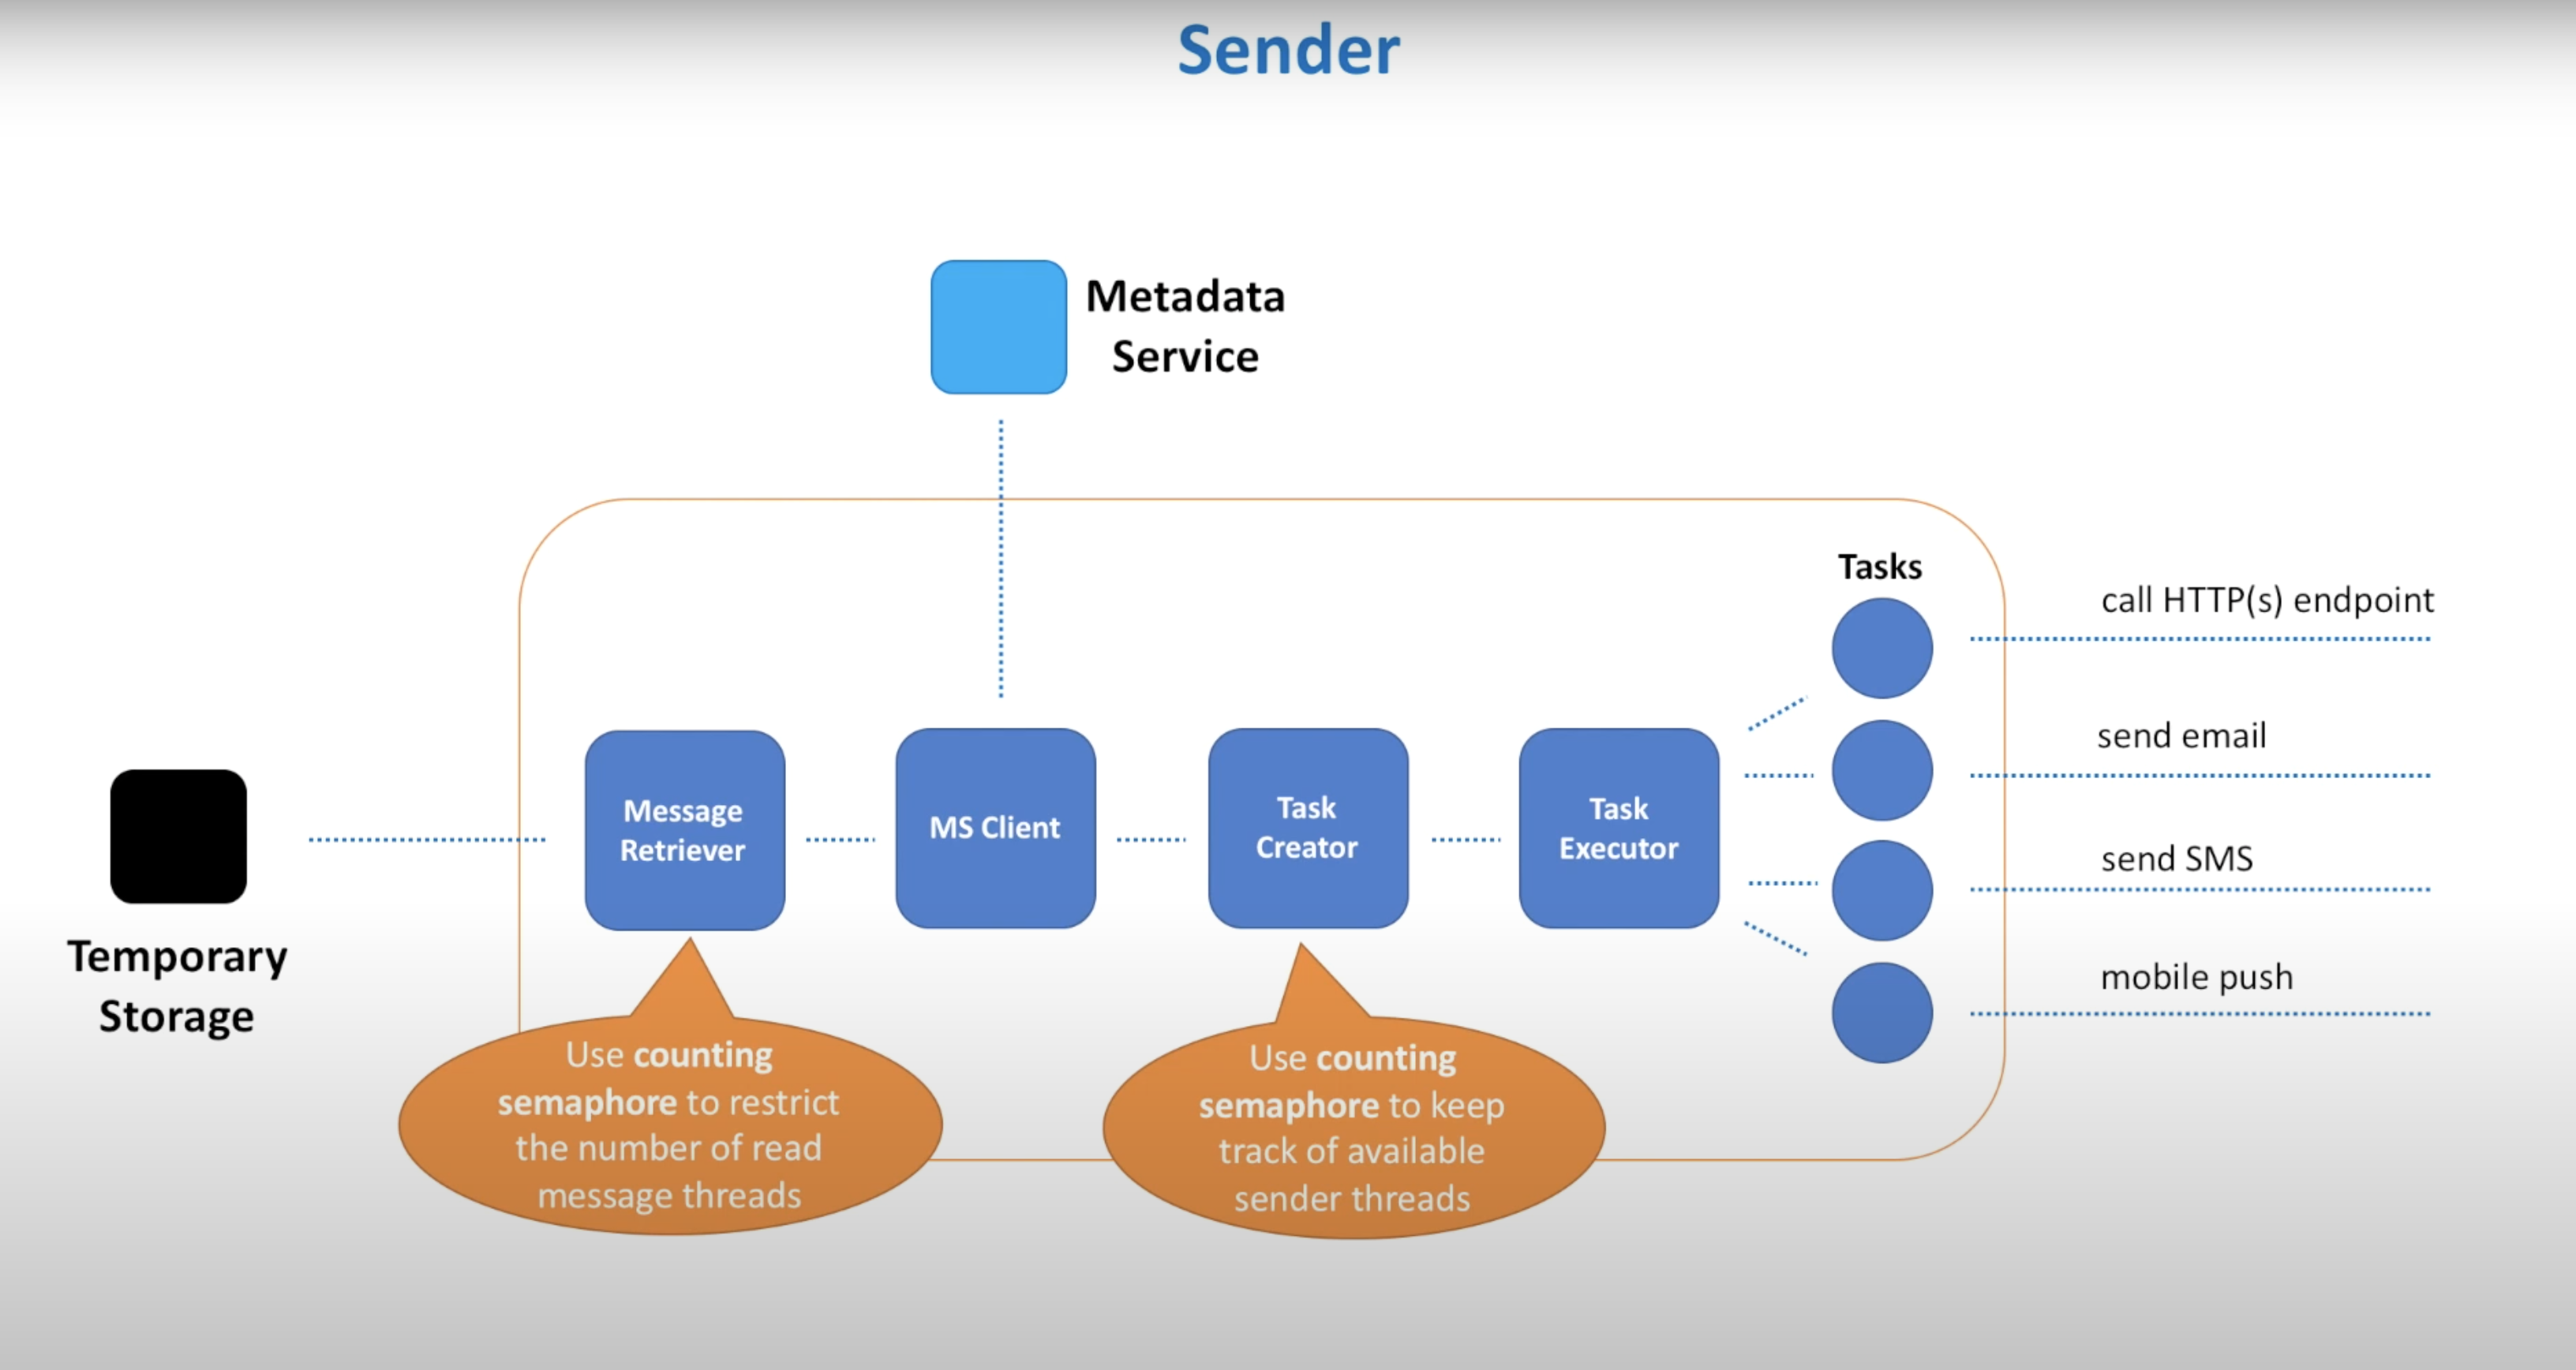 Sender
Metadata
Service
Tasks
call HTTP(s) endpoint
send email
send SMS
mobile push
Message
Retriever
MS Client
Task
Creator
Task
Executor
Temporary
Storage
Use counting
semaphore to restrict
the number of read
message threads
Use counting
semaphore to keep
track of available
sender threads